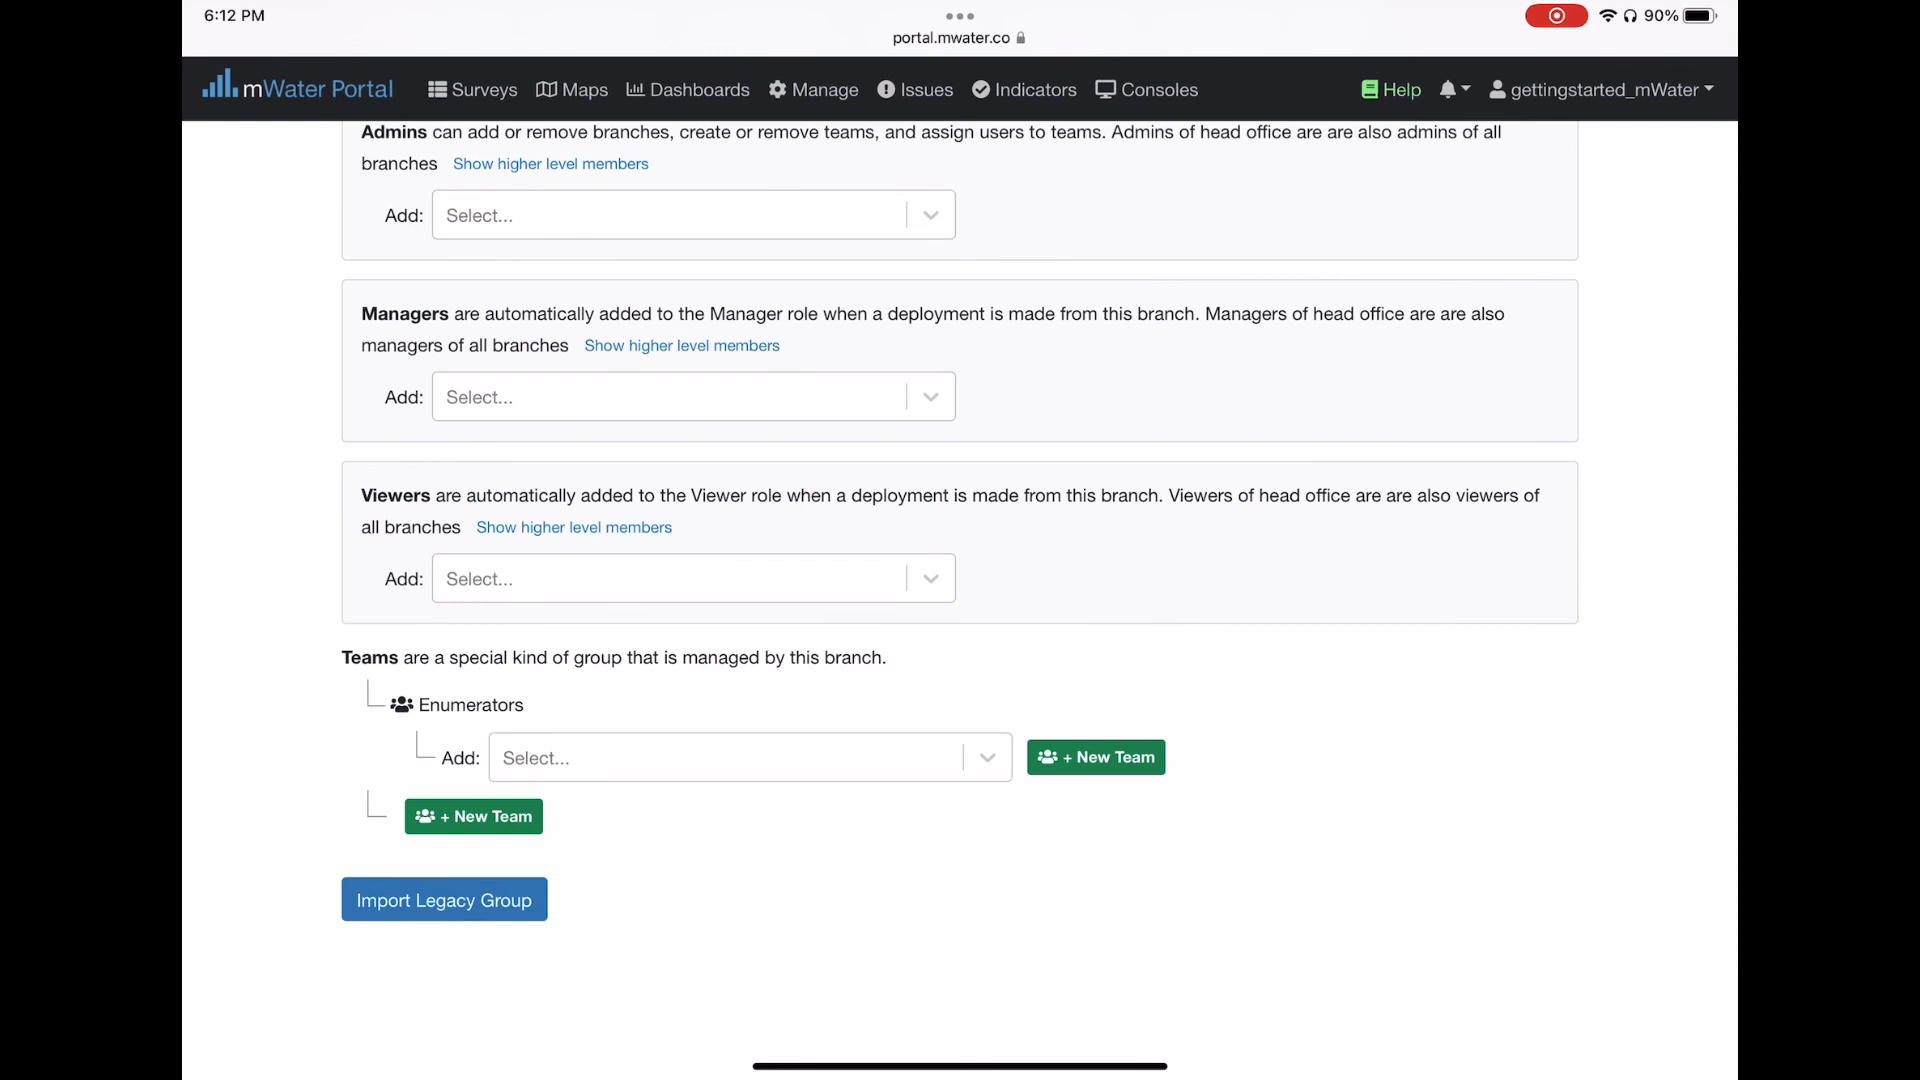 6:12 PM
90%
portal.mwater.co
mWater Portal Surveys Maps Dashboards Manage Issues Indicators Consoles Help gettingstarted_mWater
Admins can add or remove branches, create or remove teams, and assign users to teams. Admins of head office are are also admins of all
branches Show higher level members
Add: Select...
Managers are automatically added to the Manager role when a deployment is made from this branch. Managers of head office are are also
managers of all branches Show higher level members
Add: Select...
Viewers are automatically added to the Viewer role when a deployment is made from this branch. Viewers of head office are are also viewers of
all branches Show higher level members
Add: Select...
Teams are a special kind of group that is managed by this branch.
Enumerators
Add: Select... + New Team
+ New Team
Import Legacy Group